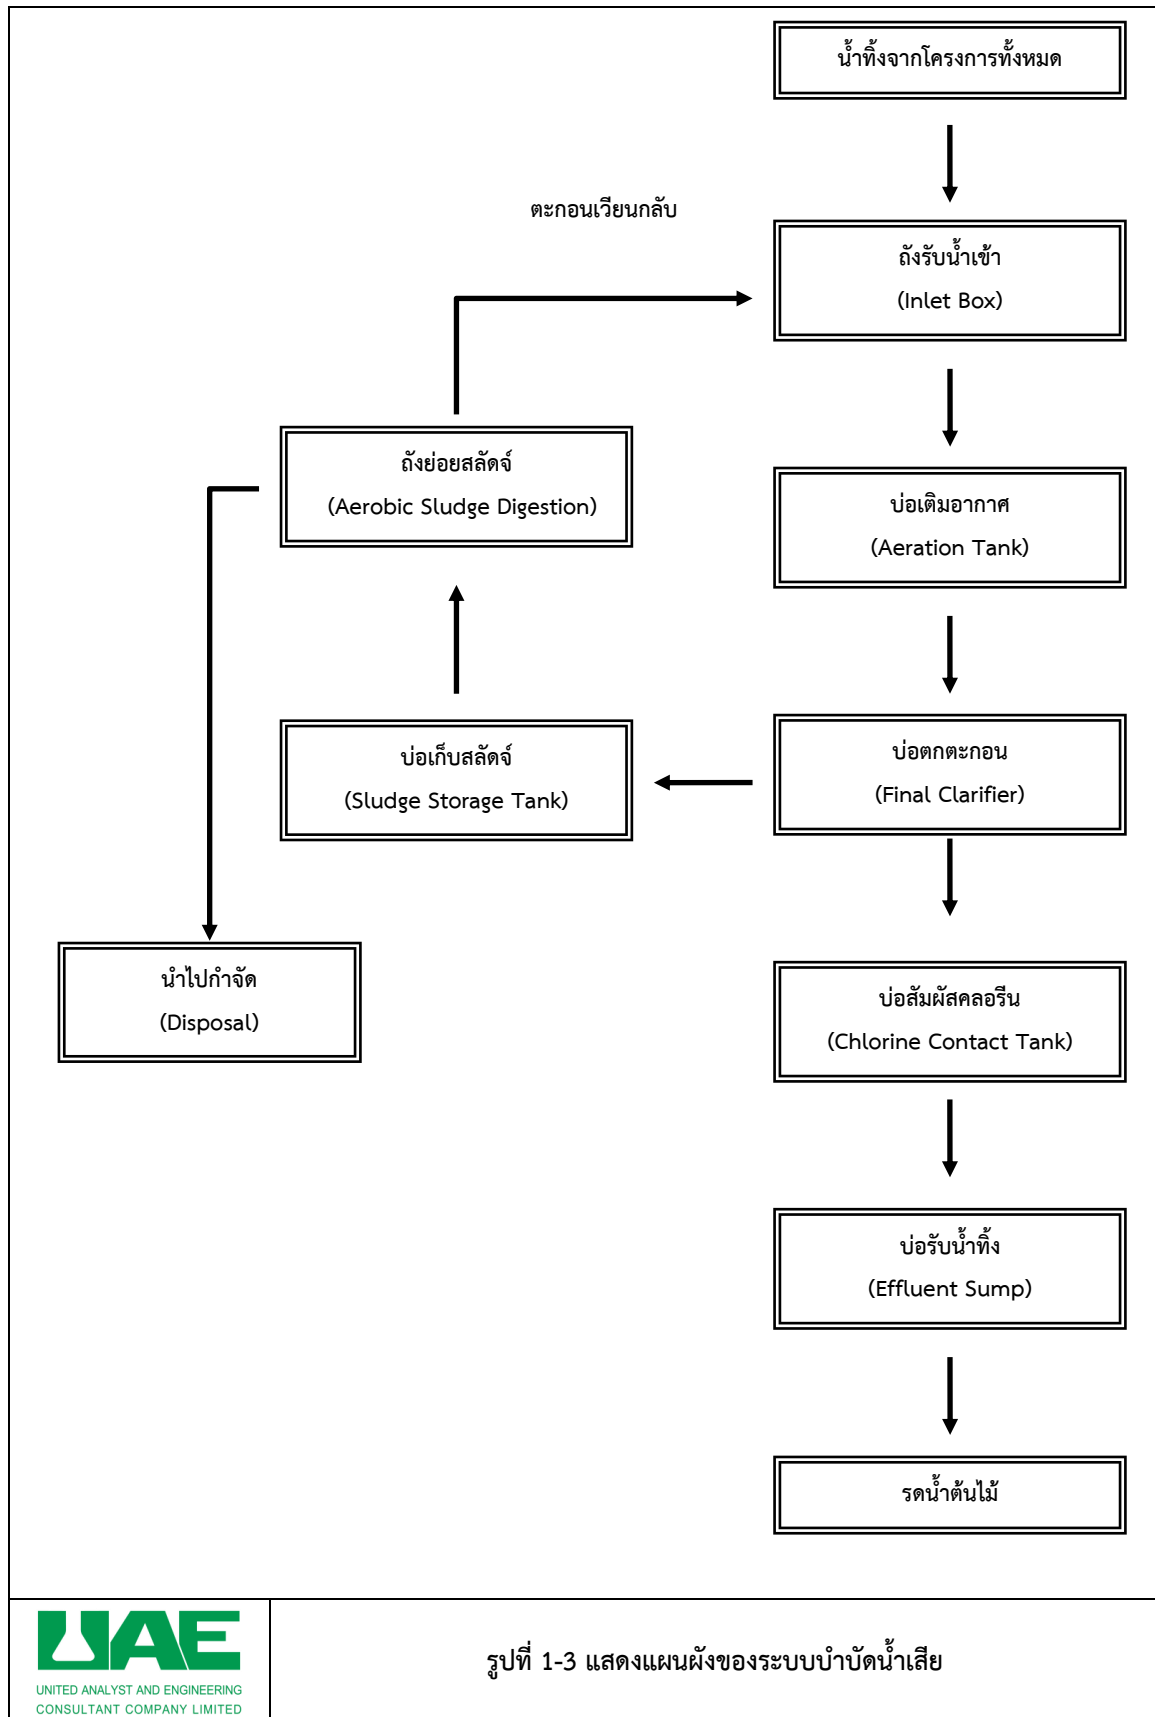 น้ำทิ้งจากโครงการทั้งหมด
ตะกอนเวียนกลับ
ถังรับน้ำเข้า
(Inlet Box)
ถังย่อยสลัดจ์
(Aerobic Sludge Digestion)
บ่อเติมอากาศ
(Aeration Tank)
บ่อเก็บสลัดจ์
(Sludge Storage Tank)
บ่อตกตะกอน
(Final Clarifier)
นำไปกำจัด
(Disposal)
บ่อสัมผัสคลอรีน
(Chlorine Contact Tank)
บ่อรับน้ำทิ้ง
(Effluent Sump)
รดน้ำต้นไม้
UAE
UNITED ANALYST AND ENGINEERING
CONSULTANT COMPANY LIMITED
รูปที่ 1-3 แสดงแผนผังของระบบบำบัดน้ำเสีย